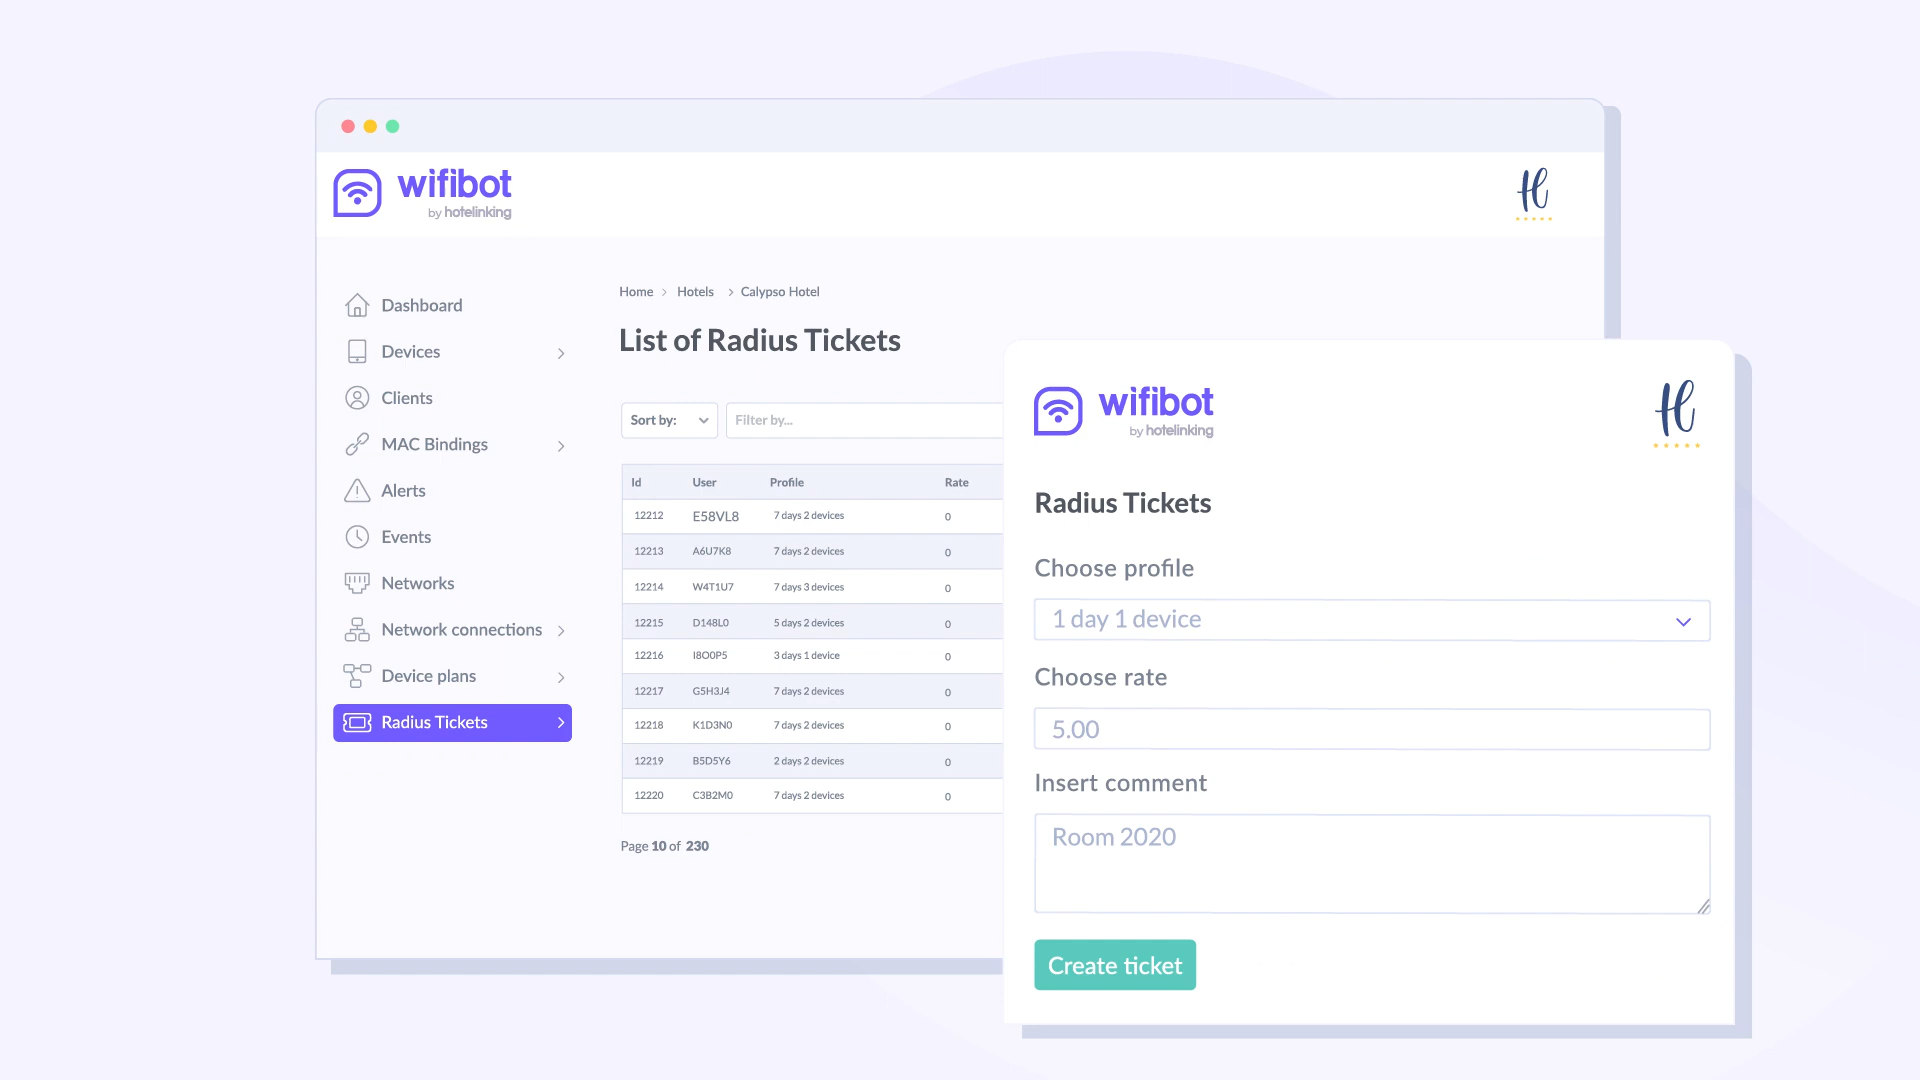 wifibot
by hotelinking
Dashboard
Devices
Clients
MAC Bindings
Alerts
Events
Networks
Network connections
Device plans
Radius Tickets
Home > Hotels > Calypso Hotel
List of Radius Tickets
Sort by:
Filter by...
Id User Profile Rate
12212 E58VL8 7 days 2 devices 0
12213 A6U7K8 7 days 2 devices 0
12214 W4T1U7 7 days 3 devices 0
12215 D148L0 5 days 2 devices 0
12216 I8O0P5 3 days 1 device 0
12217 G5H3J4 7 days 2 devices 0
12218 K1D3N0 7 days 2 devices 0
12219 B5D5Y6 2 days 2 devices 0
12220 C3B2M0 7 days 2 devices 0
Page 10 of 230
wifibot
by hotelinking
Radius Tickets
Choose profile
1 day 1 device
Choose rate
5.00
Insert comment
Room 2020
Create ticket